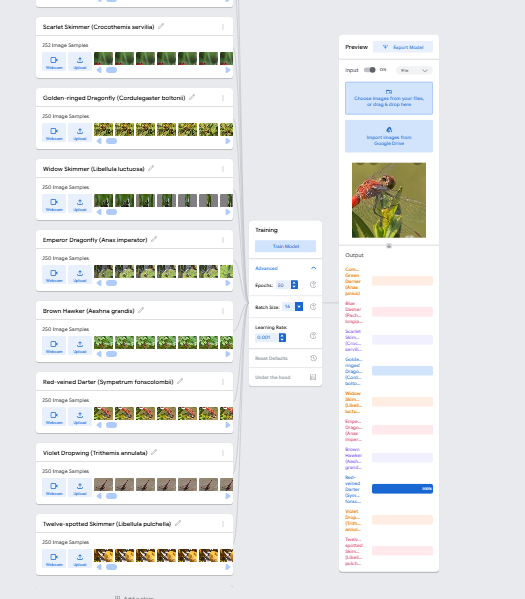 Scarlet Skimmer (Crocothemis servilia)
252 Image Samples
Webcam
Upload
Golden-ringed Dragonfly (Cordulegaster boltonii)
250 Image Samples
Webcam
Upload
Widow Skimmer (Libellula luctuosa)
250 Image Samples
Webcam
Upload
Emperor Dragonfly (Anax imperator)
250 Image Samples
Webcam
Upload
Brown Hawker (Aeshna grandis)
250 Image Samples
Webcam
Upload
Red-veined Darter (Sympetrum fonscolombii)
250 Image Samples
Webcam
Upload
Violet Dropwing (Trithemis annulata)
250 Image Samples
Webcam
Upload
Twelve-spotted Skimmer (Libellula pulchella)
250 Image Samples
Webcam
Upload
Add a class
Training
Train Model
Advanced
Epochs: 50
Batch Size: 16
Learning Rate:
0.001
Reset Defaults
Under the hood
Preview
Export Model
Input
ON
File
Choose images from your files,
or drag & drop here
Import images from
Google Drive
Output
Com...
Green
Darner
(Anax
junius)
Blue
Dasher
(Pach...
longip...
Scarlet
Skim...
(Croc...
servili...
Golde...
ringed
Drago...
(Cord...
bolto...
Widow
Skim...
(Libell...
luctu...
Empe...
Drago...
(Anax
imper...
Brown
Hawker
(Aesh...
grand...
Red-
veined
Darter
(Sym...
fonsc...
100%
Violet
Drop...
(Trith...
annul...
Twelv...
spotted
Skim...
(Libell...
pulch...